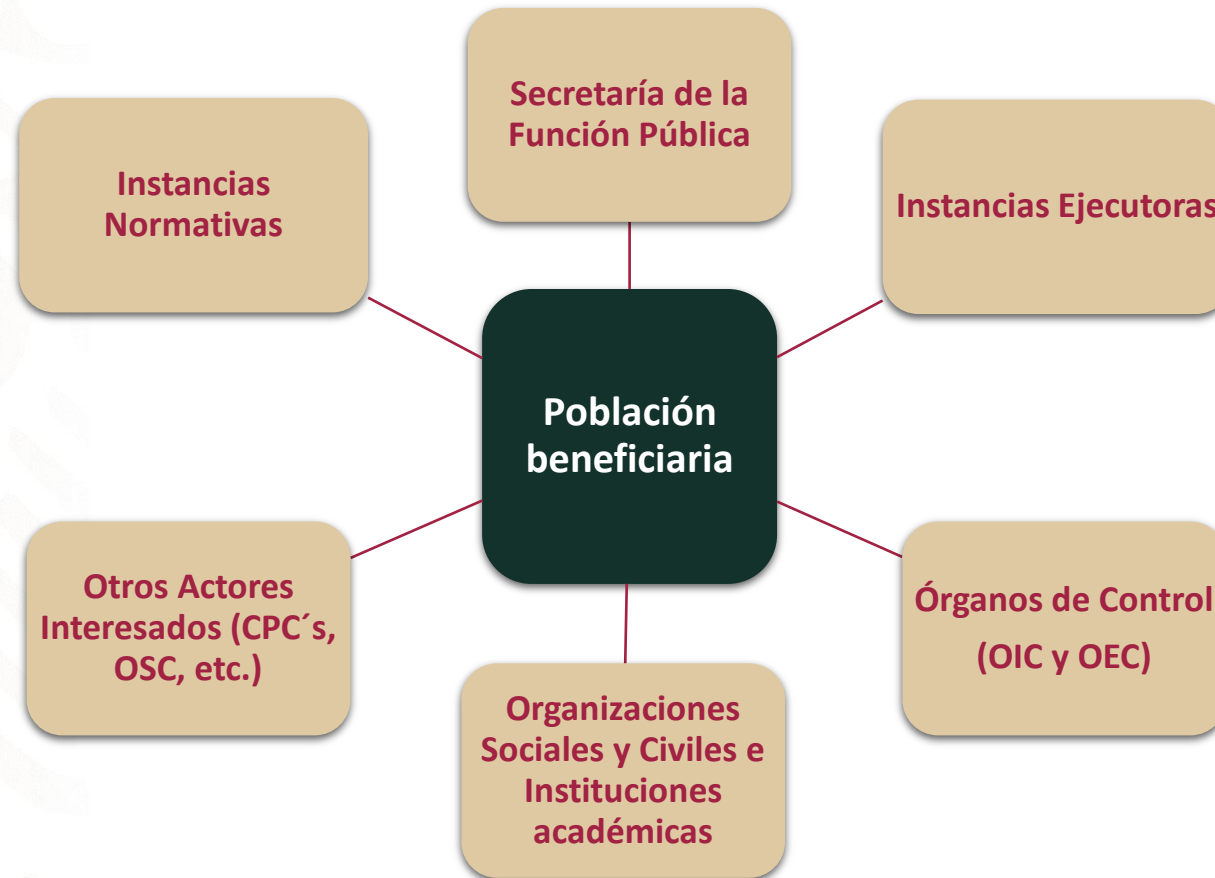 Secretaría de la
Función Pública
Instancias
Normativas
Instancias Ejecutoras
Población
beneficiaria
Otros Actores
Interesados (CPC´s,
OSC, etc.)
Órganos de Control
(OIC y OEC)
Organizaciones
Sociales y Civiles e
Instituciones
académicas